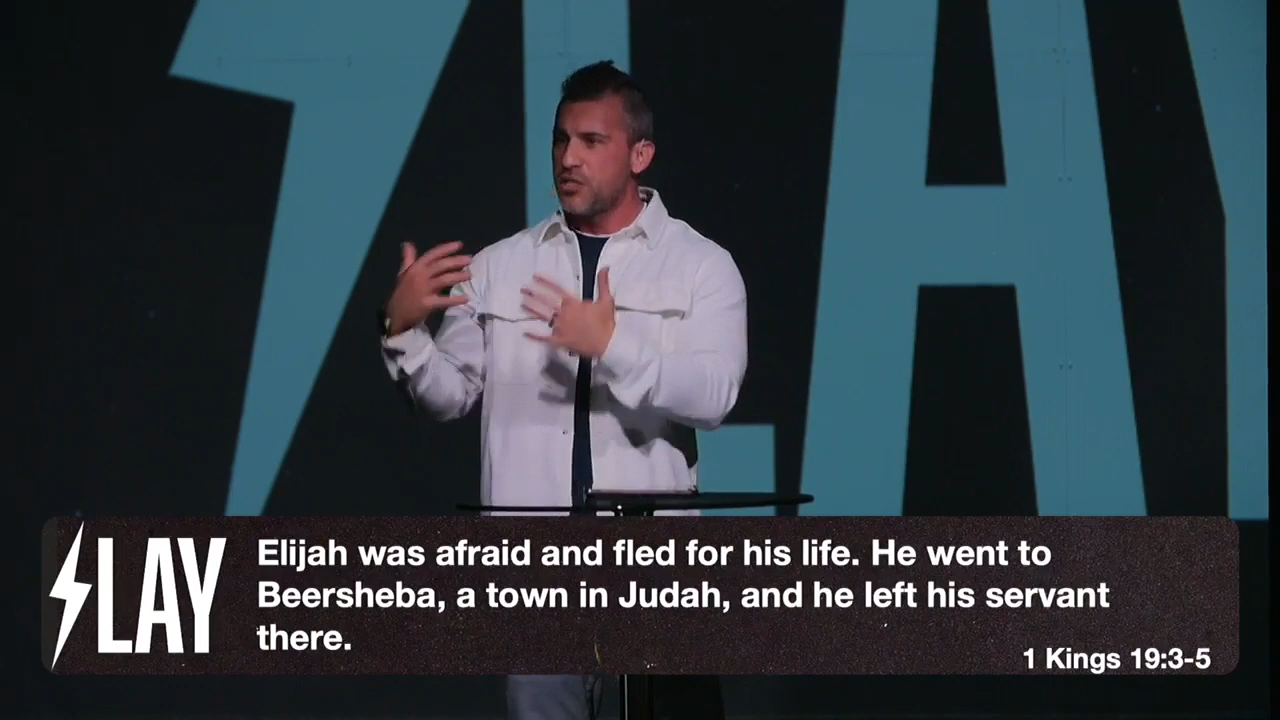 SLAY
SLAY
Elijah was afraid and fled for his life. He went to
Beersheba, a town in Judah, and he left his servant
there.
1 Kings 19:3-5